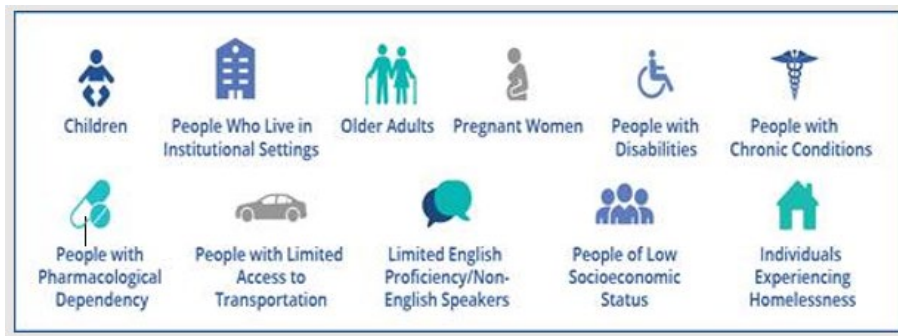 Children
People Who Live in
Institutional Settings
Older Adults
Pregnant Women
People with
Disabilities
People with
Chronic Conditions
People with
Pharmacological
Dependency
People with Limited
Access to
Transportation
Limited English
Proficiency/Non-
English Speakers
People of Low
Socioeconomic
Status
Individuals
Experiencing
Homelessness